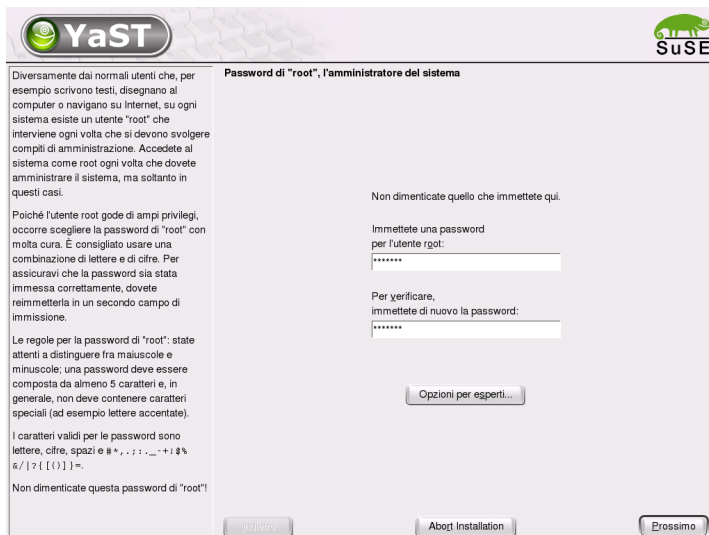 YaST
SuSE
Diversamente dai normali utenti che, per
esempio scrivono testi, disegnano al
computer o navigano su Internet, su ogni
sistema esiste un utente "root" che
interviene ogni volta che si devono svolgere
compiti di amministrazione. Accedete al
sistema come root ogni volta che dovete
amministrare il sistema, ma soltanto in
questi casi.
Poiché l'utente root gode di ampi privilegi,
occorre scegliere la password di "root" con
molta cura. È consigliato usare una
combinazione di lettere e di cifre. Per
assicuravi che la password sia stata
immessa correttamente, dovete
reimmetterla in un secondo campo di
immissione.
Le regole per la password di "root": state
attenti a distinguere fra maiuscole e
minuscole; una password deve essere
composta da almeno 5 caratteri e, in
generale, non deve contenere caratteri
speciali (ad esempio lettere accentate).
I caratteri validi per le password sono
lettere, cifre, spazi e #*,.;:._-+!$%
&/|?{[()]}=.
Non dimenticate questa password di "root"!
Password di "root", l'amministratore del sistema
Non dimenticate quello che immettete qui.
Immettete una password
per l'utente root:
*******
Per verificare,
immettete di nuovo la password:
*******
Opzioni per esperti...
Indietro
Abort Installation
Prossimo